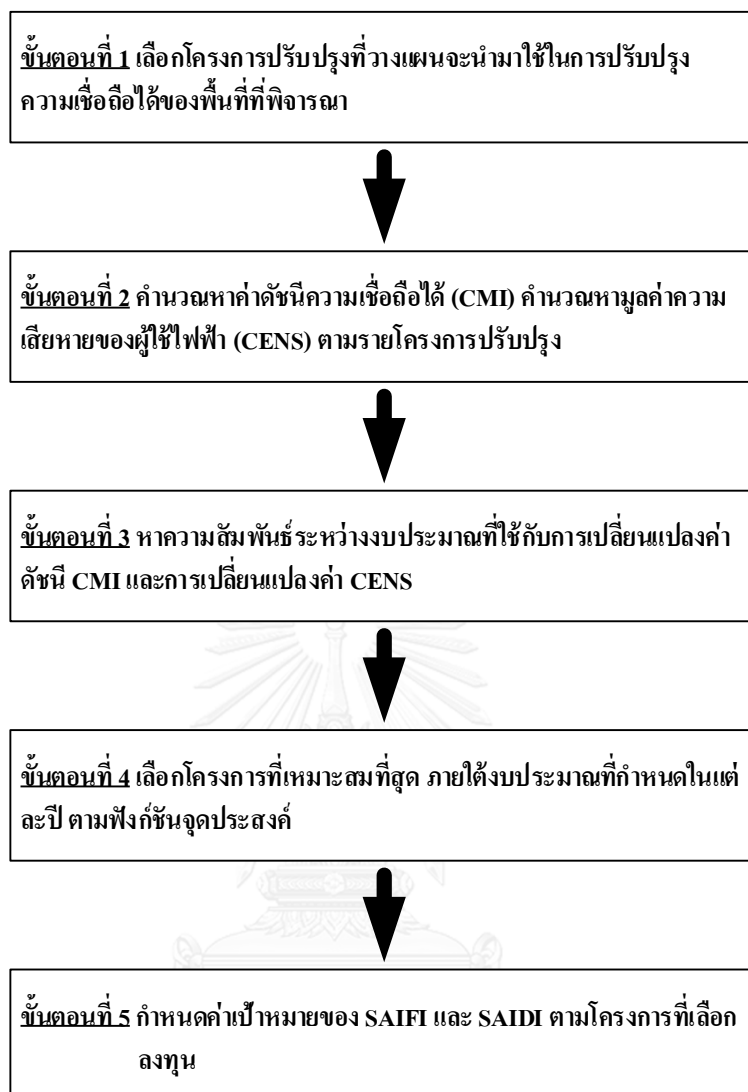 ขั้นตอนที่ 1 เลือกโครงการปรับปรุงที่วางแผนจะนำมาใช้ในการปรับปรุง
ความเชื่อถือได้ของพื้นที่ที่พิจารณา
ขั้นตอนที่ 2 คำนวณหาค่าดัชนีความเชื่อถือได้ (CMI) คำนวณหามูลค่าความ
เสียหายของผู้ใช้ไฟฟ้า (CENS) ตามรายโครงการปรับปรุง
ขั้นตอนที่ 3 หาความสัมพันธ์ระหว่างงบประมาณที่ใช้กับการเปลี่ยนแปลงค่า
ดัชนี CMI และการเปลี่ยนแปลงค่า CENS
ขั้นตอนที่ 4 เลือกโครงการที่เหมาะสมที่สุด ภายใต้งบประมาณที่กำหนดในแต่
ละปี ตามฟังก์ชันจุดประสงค์
ขั้นตอนที่ 5 กำหนดค่าเป้าหมายของ SAIFI และ SAIDI ตามโครงการที่เลือก
ลงทุน